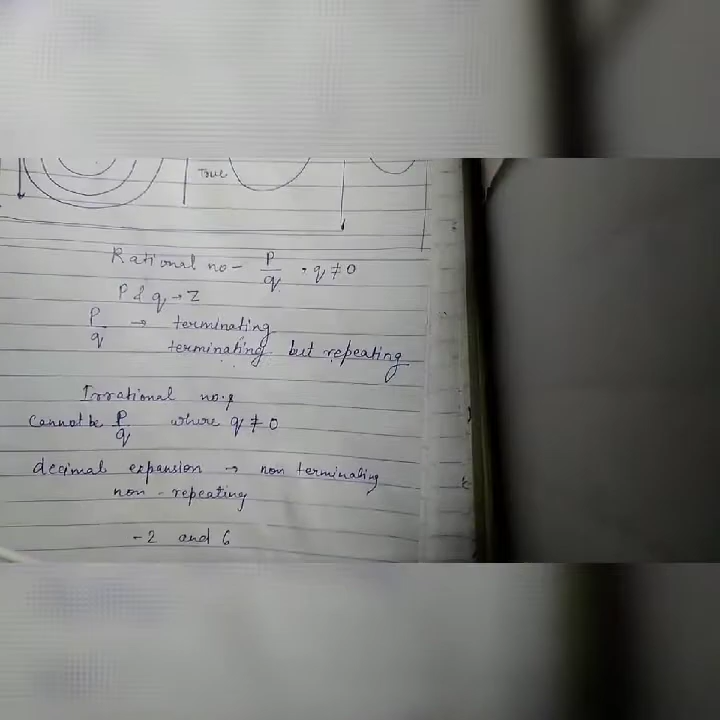 True
Rational no - p/q • q ≠ 0
P & q → Z
p/q → terminating
terminating but repeating
Irrational no.s
Cannot be p/q where q ≠ 0
decimal expansion → non terminating
non - repeating
-2 and 6